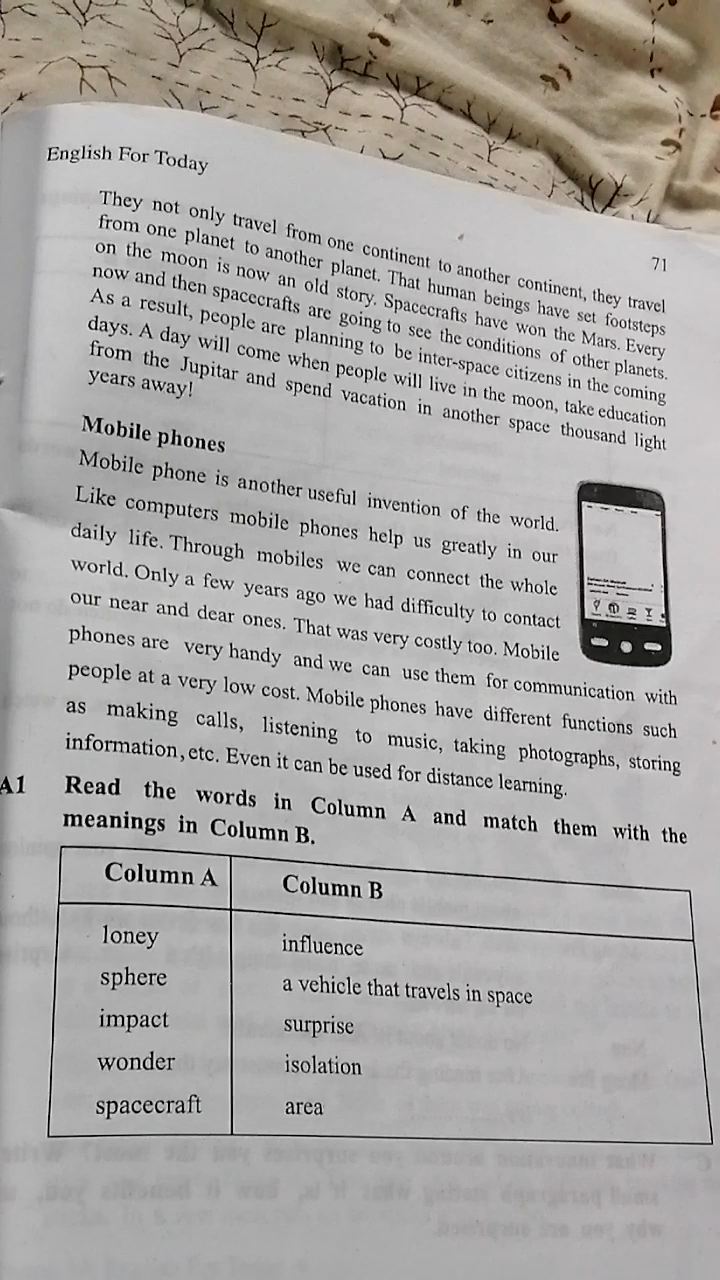 English For Today
71
They not only travel from one continent to another continent, they travel
from one planet to another planet. That human beings have set footsteps
on the moon is now an old story. Spacecrafts have won the Mars. Every
now and then spacecrafts are going to see the conditions of other planets.
As a result, people are planning to be inter-space citizens in the coming
days. A day will come when people will live in the moon, take education
from the Jupitar and spend vacation in another space thousand light
years away!
Mobile phones
Mobile phone is another useful invention of the world.
Like computers mobile phones help us greatly in our
daily life. Through mobiles we can connect the whole
world. Only a few years ago we had difficulty to contact
our near and dear ones. That was very costly too. Mobile
phones are very handy and we can use them for communication with
people at a very low cost. Mobile phones have different functions such
as making calls, listening to music, taking photographs, storing
information, etc. Even it can be used for distance learning.
A1 Read the words in Column A and match them with the
meanings in Column B.
Column A Column B
loney influence
sphere a vehicle that travels in space
impact surprise
wonder isolation
spacecraft area